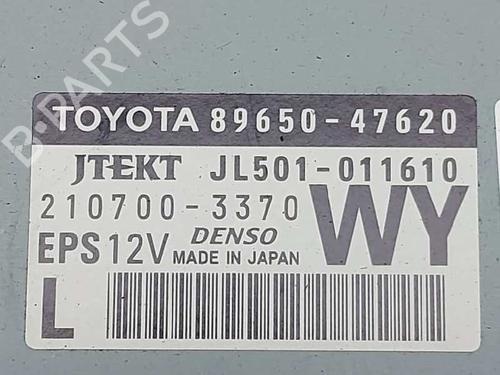 B-PARTS
TOYOTA 89650-47620
JTEKT JL501-011610
210700-3370
EPS 12V DENSO MADE IN JAPAN
WY
L